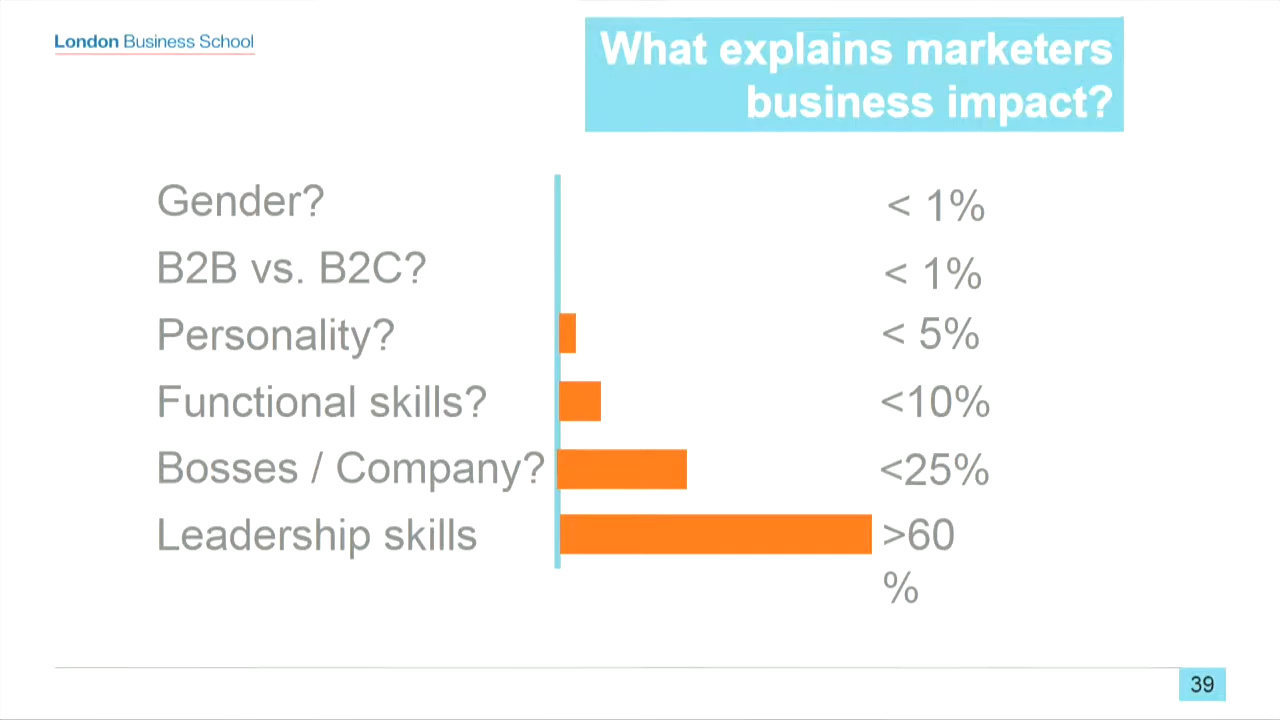 London Business School
What explains marketers
business impact?
Gender? < 1%
B2B vs. B2C? < 1%
Personality? < 5%
Functional skills? <10%
Bosses / Company? <25%
Leadership skills >60
%
39